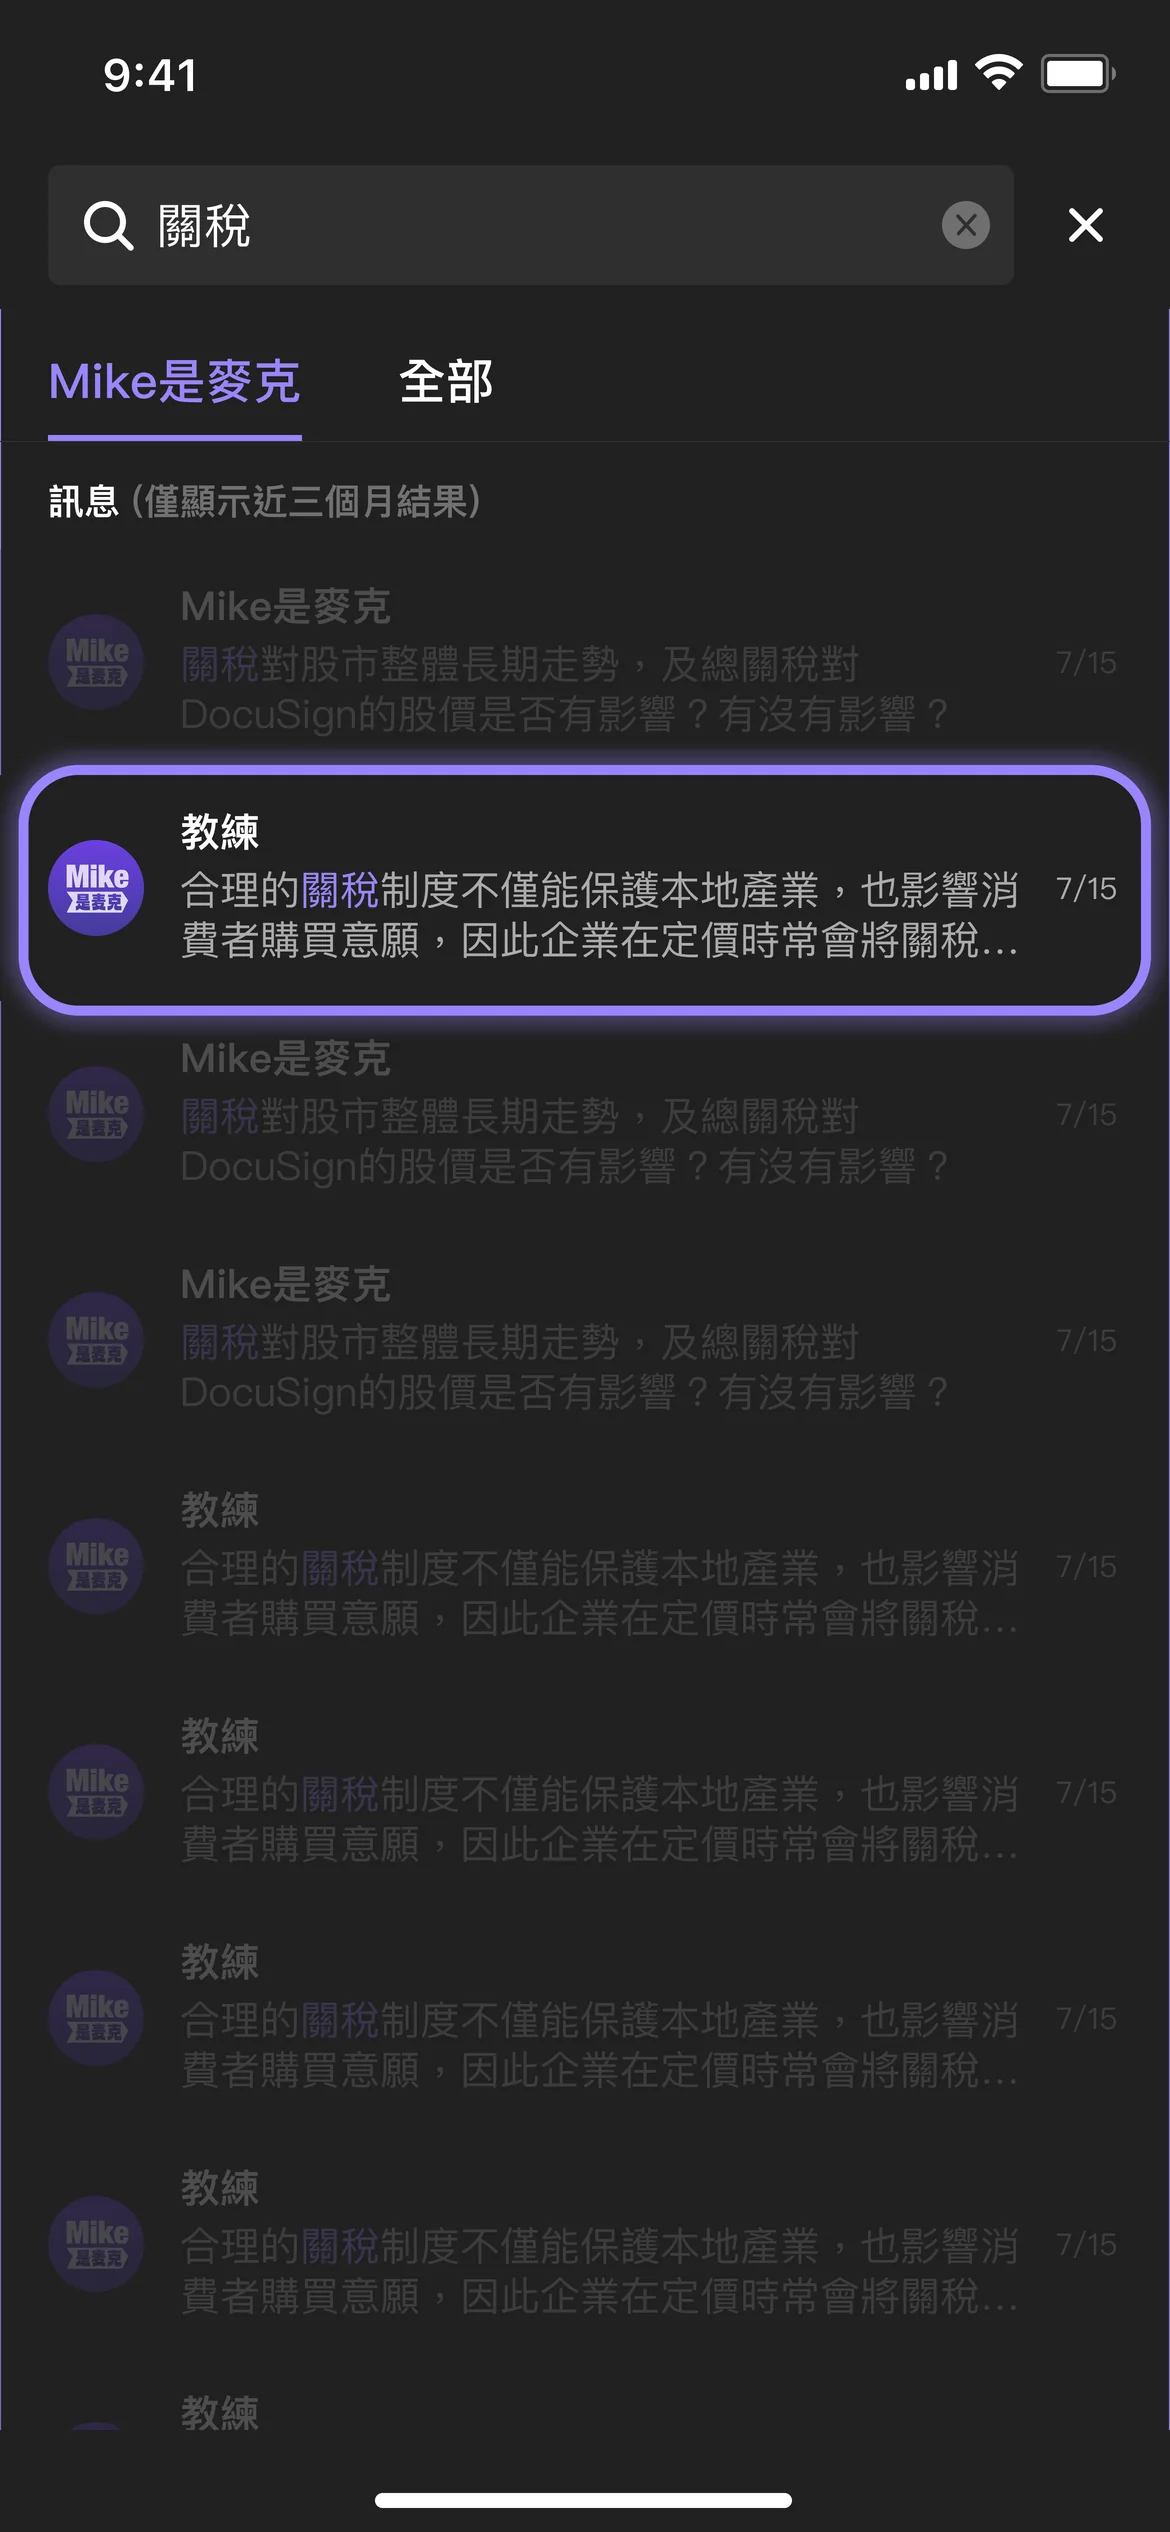 9:41
關稅
Mike是麥克
全部
訊息 (僅顯示近三個月結果)
Mike是麥克
Mike
是麥克
關稅對股市整體長期走勢，及總關稅對
DocuSign的股價是否有影響？有沒有影響？
7/15
教練
Mike
是麥克
合理的關稅制度不僅能保護本地產業，也影響消
費者購買意願，因此企業在定價時常會將關稅...
7/15
Mike是麥克
Mike
是麥克
關稅對股市整體長期走勢，及總關稅對
DocuSign的股價是否有影響？有沒有影響？
7/15
Mike是麥克
Mike
是麥克
關稅對股市整體長期走勢，及總關稅對
DocuSign的股價是否有影響？有沒有影響？
7/15
教練
Mike
是麥克
合理的關稅制度不僅能保護本地產業，也影響消
費者購買意願，因此企業在定價時常會將關稅...
7/15
教練
Mike
是麥克
合理的關稅制度不僅能保護本地產業，也影響消
費者購買意願，因此企業在定價時常會將關稅...
7/15
教練
Mike
是麥克
合理的關稅制度不僅能保護本地產業，也影響消
費者購買意願，因此企業在定價時常會將關稅...
7/15
教練
Mike
是麥克
合理的關稅制度不僅能保護本地產業，也影響消
費者購買意願，因此企業在定價時常會將關稅...
7/15
教練